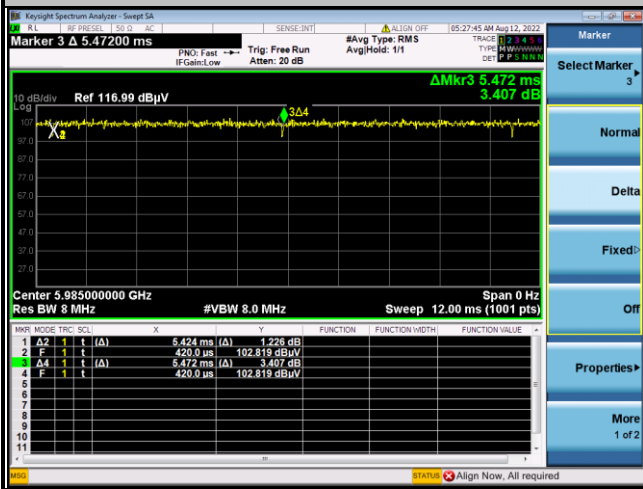 Keysight Spectrum Analyzer - Swept SA
RL RF PRESEL 50 Ω AC SENSE:INT ALIGN OFF 05:27:45 AM Aug 12, 2022
Marker 3 Δ 5.47200 ms
PNO: Fast
IFGain:Low
Trig: Free Run
Atten: 20 dB
#Avg Type: RMS
Avg|Hold: 1/1
TRACE 1 2 3 4 5 6
TYPE MWWWWW
DET P P S N N N
ΔMkr3 5.472 ms
3.407 dB
10 dB/div Ref 116.99 dBµV
Log
3Δ4
107
97.0
87.0
77.0
67.0
57.0
47.0
37.0
27.0
Center 5.985000000 GHz Span 0 Hz
Res BW 8 MHz #VBW 8.0 MHz Sweep 12.00 ms (1001 pts)
MKR MODE TRC SCL X Y FUNCTION FUNCTION WIDTH FUNCTION VALUE
1 Δ2 1 t (Δ) 5.424 ms (Δ) 1.226 dB
2 F 1 t 420.0 µs 102.819 dBµV
3 Δ4 1 t (Δ) 5.472 ms (Δ) 3.407 dB
4 F 1 t 420.0 µs 102.819 dBµV
5
6
7
8
9
10
11
MSG STATUS Align Now, All required
Marker
Select Marker
3
Normal
Delta
Fixed
Off
Properties
More
1 of 2